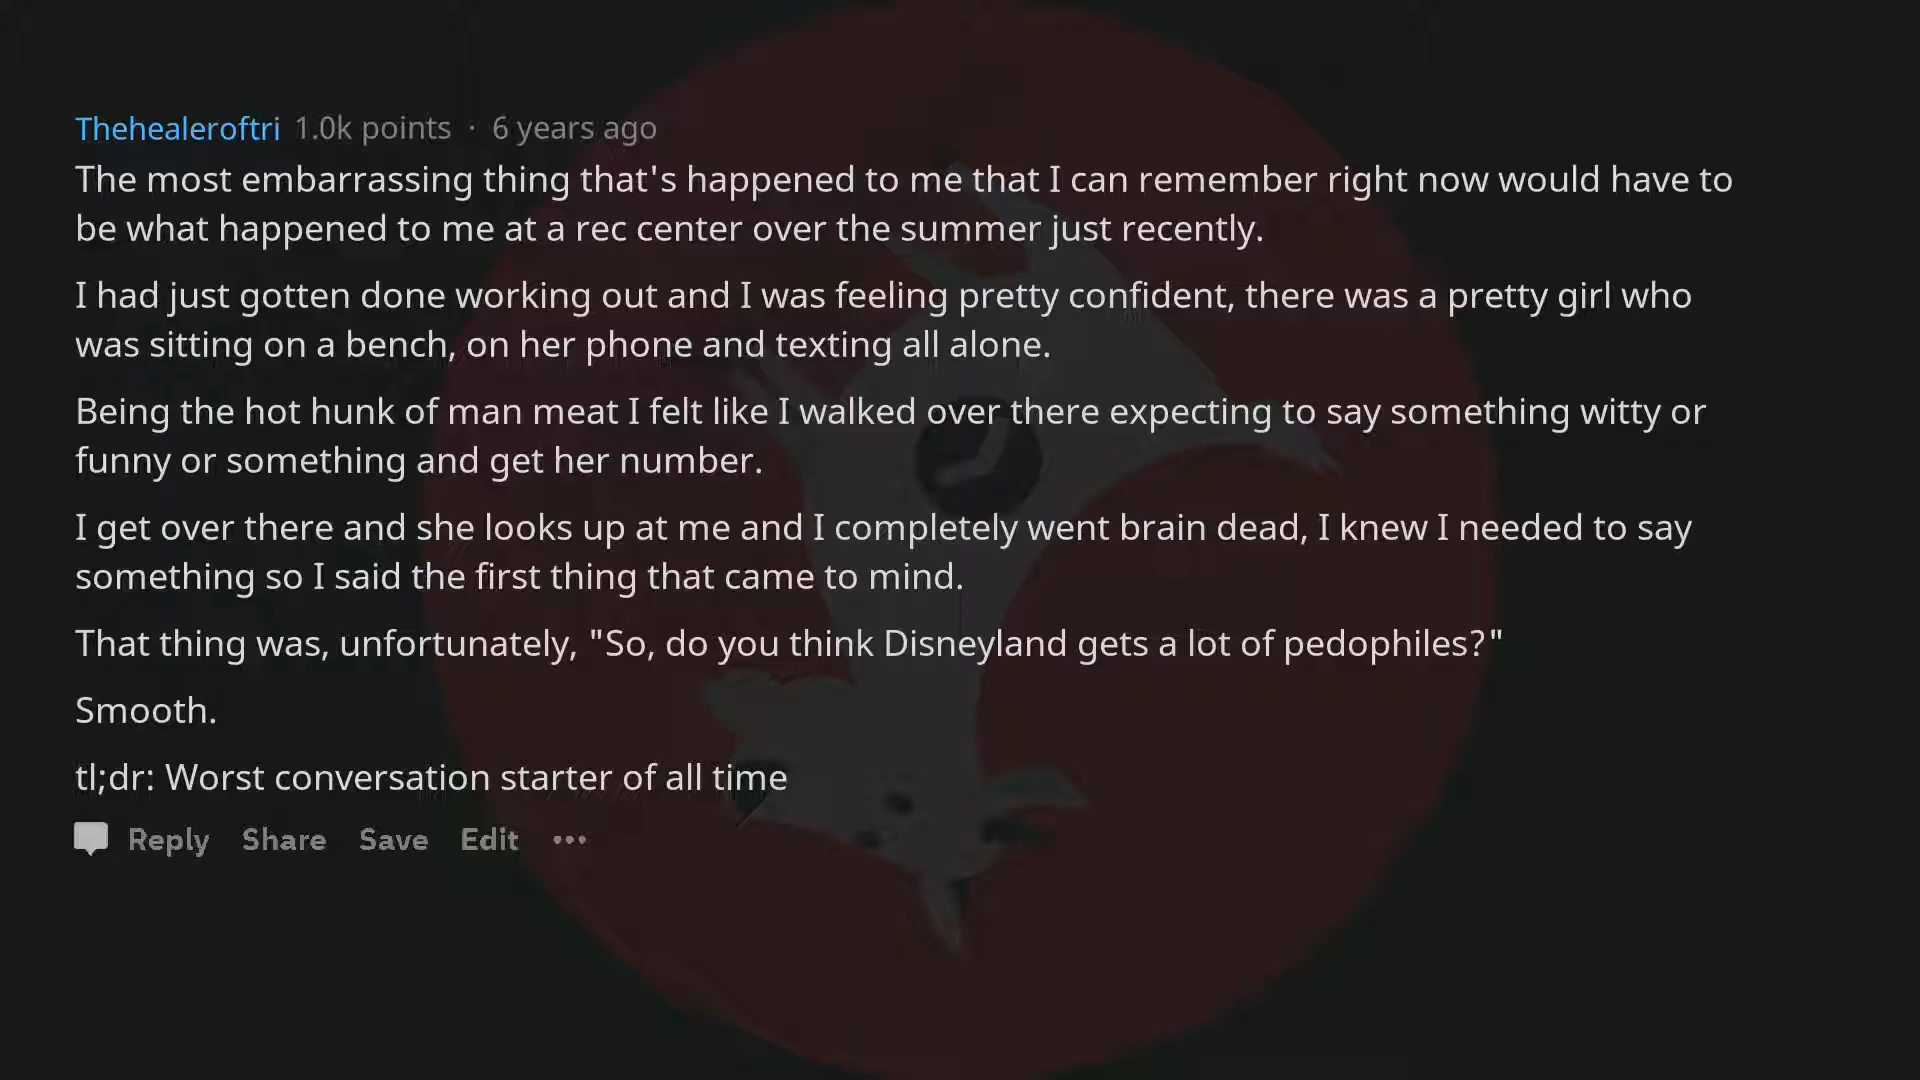 Thehealeroftri 1.0k points · 6 years ago
The most embarrassing thing that's happened to me that I can remember right now would have to
be what happened to me at a rec center over the summer just recently.
I had just gotten done working out and I was feeling pretty confident, there was a pretty girl who
was sitting on a bench, on her phone and texting all alone.
Being the hot hunk of man meat I felt like I walked over there expecting to say something witty or
funny or something and get her number.
I get over there and she looks up at me and I completely went brain dead, I knew I needed to say
something so I said the first thing that came to mind.
That thing was, unfortunately, "So, do you think Disneyland gets a lot of pedophiles?"
Smooth.
tl;dr: Worst conversation starter of all time
Reply Share Save Edit •••